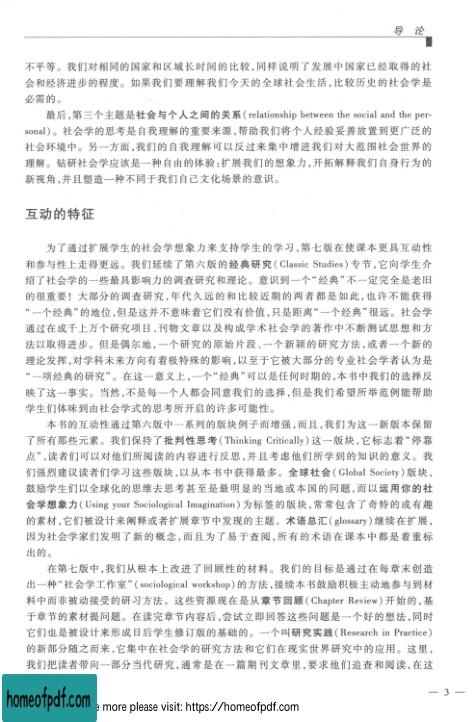 导 论
不平等。我们对相同的国家和区域长时间的比较,同样说明了发展中国家已经取得的社
会和经济进步的程度。如果我们要理解我们今天的全球社会生活,比较历史的社会学是
必需的。
最后,第三个主题是社会与个人之间的关系(relationship between the social and the per-
sonal)。社会学的思考是自我理解的重要来源,帮助我们将个人经验妥善放置到更广泛的
社会环境中。另一方面,我们的自我理解可以反过来集中增进我们对大范围社会世界的
理解。钻研社会学应该是一种自由的体验:扩展我们的想象力,开拓解释我们自身行为的
新视角,并且塑造一种不同于我们自己文化场景的意识。
互动的特征
为了通过扩展学生的社会学想象力来支持学生的学习,第七版在使课本更具互动性
和参与性上走得更远。我们延续了第六版的经典研究(Classic Studies)专节,它向学生介
绍了社会学的一些最具影响力的调查研究和理论。意识到一个“经典”不一定完全是老旧
的很重要!大部分的调查研究,年代久远的和比较近期的两者都是如此,也许不能获得
“一个经典”的地位,但是这并不意味着它们没有价值,只是距离“一个经典”很远。社会学
通过在成千上万个研究项目、刊物文章以及构成学术社会学的著作中不断测试思想和方
法以取得进步。但是偶尔地,一个研究的原始片段、一个新颖的研究方法,或者一个新的
理论发挥,对学科未来方向有着极特殊的影响,以至于它被大部分的专业社会学者认为是
“一项经典的研究”。在这一意义上,一个“经典”可以是任何时期的,本书中我们的选择反
映了这一事实。当然,不是每一个人都会同意我们的选择,但是我们希望所举范例能帮助
学生们体味到由社会学式的思考所开启的许多可能性。
本书的互动性通过第六版中一系列的版块例子而增强,而且,我们为这一新版本保留
了所有那些元素。我们保持了批判性思考(Thinking Critically)这一版块,它标志着“停靠
点”,读者们可以对他们所阅读的内容进行反思,并且考虑他们所学到的知识的意义。我
们强烈建议读者们学习这些版块,以从本书中获得最多。全球社会(Global Society)版块,
鼓励学生们以全球化的思维去思考甚至是最明显的当地或本国的问题,而以运用你的社
会学想象力(Using your Sociological Imagination)为标签的版块,常常包含了奇特的或有趣
的素材,它们被设计来阐释或者扩展章节中发现的主题。术语总汇(glossary)继续在扩展,
因为社会学家们发明了新的概念,而且为了易于查阅,所有的术语在课本中都是着重标
出的。
在第七版中,我们从根本上改进了回顾性的材料。我们的目标是通过在每章末创造
出一种“社会学工作室”(sociological workshop)的方法,接续本书鼓励积极主动地参与到材
料中而非被动接受的研习方法。这些资源现在是从章节回顾(Chapter Review)开始的,基
于章节的素材提问题。在读完章节内容后,尝试立即回答这些问题是一个好的想法,同时
它们也是被设计来形成日后学生修订版的基础的。一个叫研究实践(Research in Practice)
的新部分随之而来,它集中在社会学的研究方法和它们在现实世界研究中的应用。这里,
我们把读者带向一部分当代研究,通常是在一篇期刊文章里,要求他们追查和阅读,在这
— 3 —
homeofpdf.com
e more please visit: https://homeofpdf.com